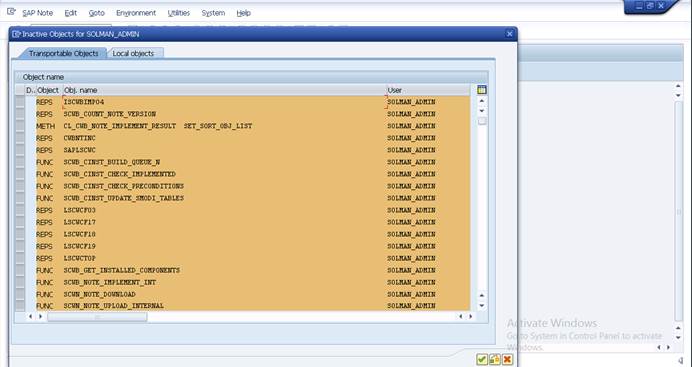 SAP Note Edit Goto Environment Utilities System Help
Inactive Objects for SOLMAN_ADMIN
Transportable Objects Local objects
Object name
D.. Object Obj. name User
REPS ISCWBIMP04 SOLMAN_ADMIN
REPS SCWB_COUNT_NOTE_VERSION SOLMAN_ADMIN
METH CL_CWB_NOTE_IMPLEMENT_RESULT SET_SORT_OBJ_LIST SOLMAN_ADMIN
REPS CWBNTINC SOLMAN_ADMIN
REPS SAPLSCWC SOLMAN_ADMIN
FUNC SCWB_CINST_BUILD_QUEUE_N SOLMAN_ADMIN
FUNC SCWB_CINST_CHECK_IMPLEMENTED SOLMAN_ADMIN
FUNC SCWB_CINST_CHECK_PRECONDITIONS SOLMAN_ADMIN
FUNC SCWB_CINST_UPDATE_SMODI_TABLES SOLMAN_ADMIN
REPS LSCWCF03 SOLMAN_ADMIN
REPS LSCWCF17 SOLMAN_ADMIN
REPS LSCWCF18 SOLMAN_ADMIN
REPS LSCWCF19 SOLMAN_ADMIN
REPS LSCWCTOP SOLMAN_ADMIN
FUNC SCWB_GET_INSTALLED_COMPONENTS SOLMAN_ADMIN
FUNC SCWB_NOTE_IMPLEMENT_INT SOLMAN_ADMIN
FUNC SCWN_NOTE_DOWNLOAD SOLMAN_ADMIN
FUNC SCWN_NOTE_UPLOAD_INTERNAL SOLMAN_ADMIN
Activate Windows
Go to System in Control Panel to activate
Windows.